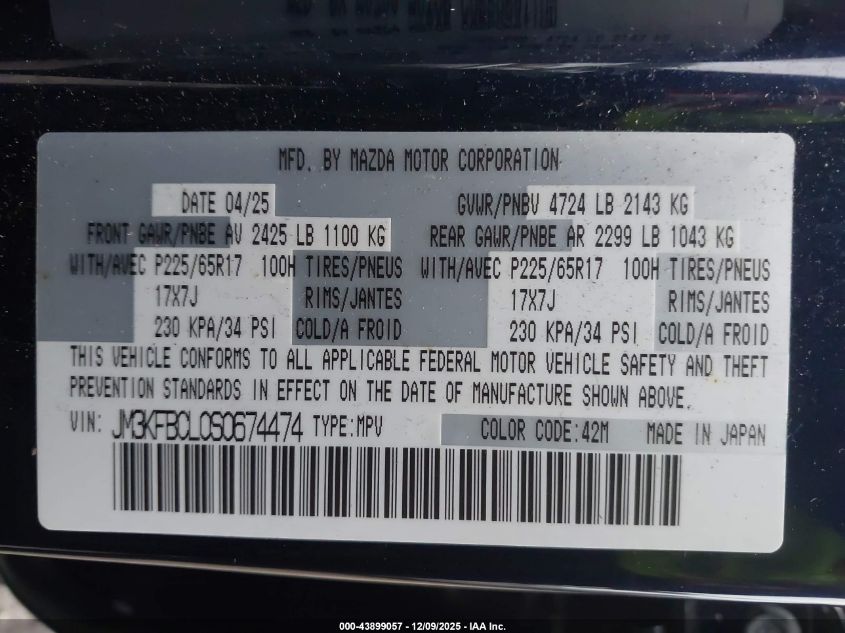 MFD. BY MAZDA MOTOR CORPORATION
DATE 04/25 GVWR/PNBV 4724 LB 2143 KG
FRONT GAWR/PNBE AV 2425 LB 1100 KG REAR GAWR/PNBE AR 2299 LB 1043 KG
WITH/AVEC P225/65R17 100H TIRES/PNEUS WITH/AVEC P225/65R17 100H TIRES/PNEUS
17X7J RIMS/JANTES 17X7J RIMS/JANTES
230 KPA/34 PSI COLD/A FROID 230 KPA/34 PSI COLD/A FROID
THIS VEHICLE CONFORMS TO ALL APPLICABLE FEDERAL MOTOR VEHICLE SAFETY AND THEFT
PREVENTION STANDARDS IN EFFECT ON THE DATE OF MANUFACTURE SHOWN ABOVE.
VIN: JM3KFBCL0S0674474 TYPE:MPV COLOR CODE:42M MADE IN JAPAN
000-43899057 - 12/09/2025 - IAA Inc.